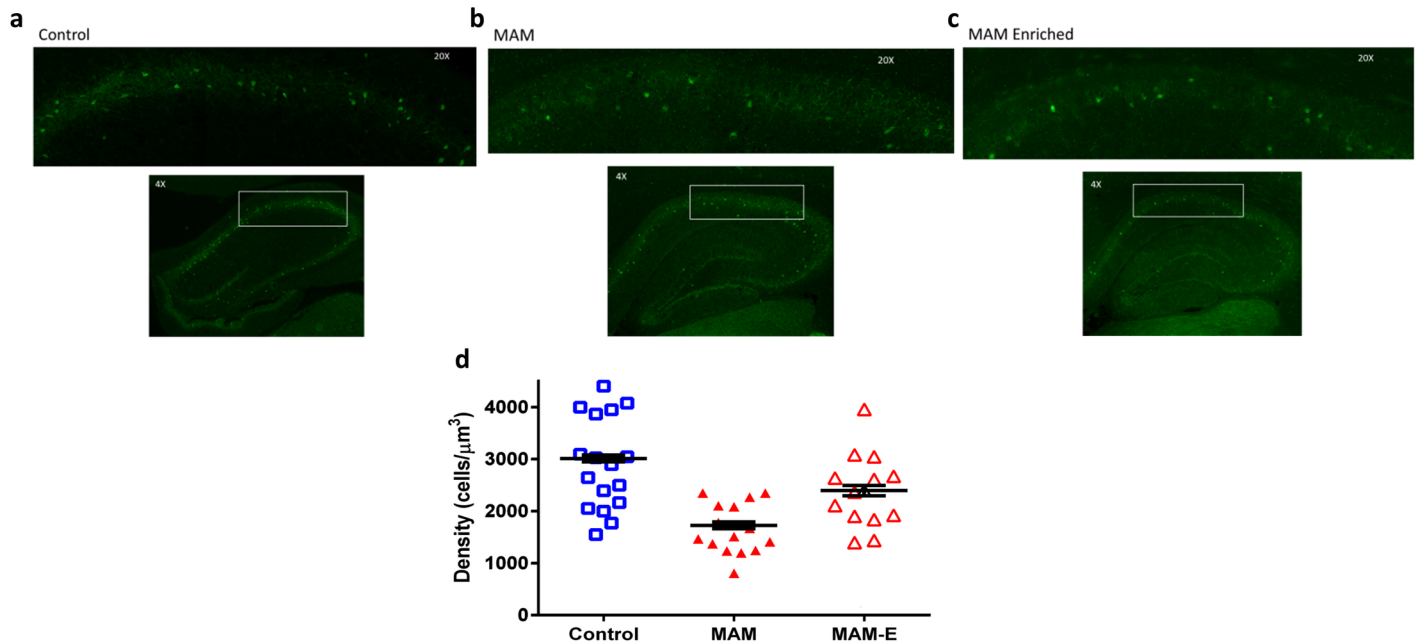 a
Control
20X
4X
b
MAM
20X
4X
c
MAM Enriched
20X
4X
d
Density (cells/μm³)
4000
3000
2000
1000
0
Control
MAM
MAM-E